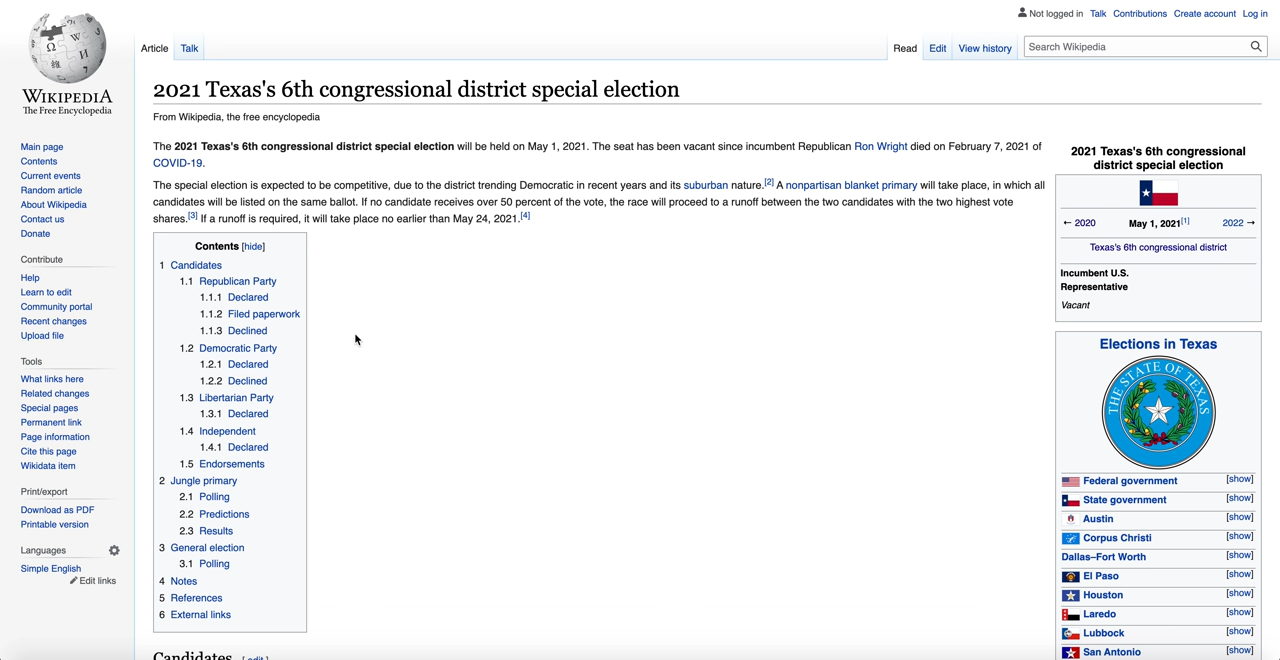 Not logged in Talk Contributions Create account Log in
Article Talk
Read Edit View history
Search Wikipedia
WIKIPEDIA
The Free Encyclopedia
Main page
Contents
Current events
Random article
About Wikipedia
Contact us
Donate
Contribute
Help
Learn to edit
Community portal
Recent changes
Upload file
Tools
What links here
Related changes
Special pages
Permanent link
Page information
Cite this page
Wikidata item
Print/export
Download as PDF
Printable version
Languages
Simple English
Edit links
2021 Texas's 6th congressional district special election
From Wikipedia, the free encyclopedia
The 2021 Texas's 6th congressional district special election will be held on May 1, 2021. The seat has been vacant since incumbent Republican Ron Wright died on February 7, 2021 of
COVID-19.
The special election is expected to be competitive, due to the district trending Democratic in recent years and its suburban nature.[2] A nonpartisan blanket primary will take place, in which all
candidates will be listed on the same ballot. If no candidate receives over 50 percent of the vote, the race will proceed to a runoff between the two candidates with the two highest vote
shares.[3] If a runoff is required, it will take place no earlier than May 24, 2021.[4]
Contents [hide]
1 Candidates
1.1 Republican Party
1.1.1 Declared
1.1.2 Filed paperwork
1.1.3 Declined
1.2 Democratic Party
1.2.1 Declared
1.2.2 Declined
1.3 Libertarian Party
1.3.1 Declared
1.4 Independent
1.4.1 Declared
1.5 Endorsements
2 Jungle primary
2.1 Polling
2.2 Predictions
2.3 Results
3 General election
3.1 Polling
4 Notes
5 References
6 External links
Candidates [ edit ]
2021 Texas's 6th congressional
district special election
← 2020 May 1, 2021[1] 2022 →
Texas's 6th congressional district
Incumbent U.S.
Representative
Vacant
Elections in Texas
THE STATE OF TEXAS
Federal government [show]
State government [show]
Austin [show]
Corpus Christi [show]
Dallas–Fort Worth [show]
El Paso [show]
Houston [show]
Laredo [show]
Lubbock [show]
San Antonio [show]